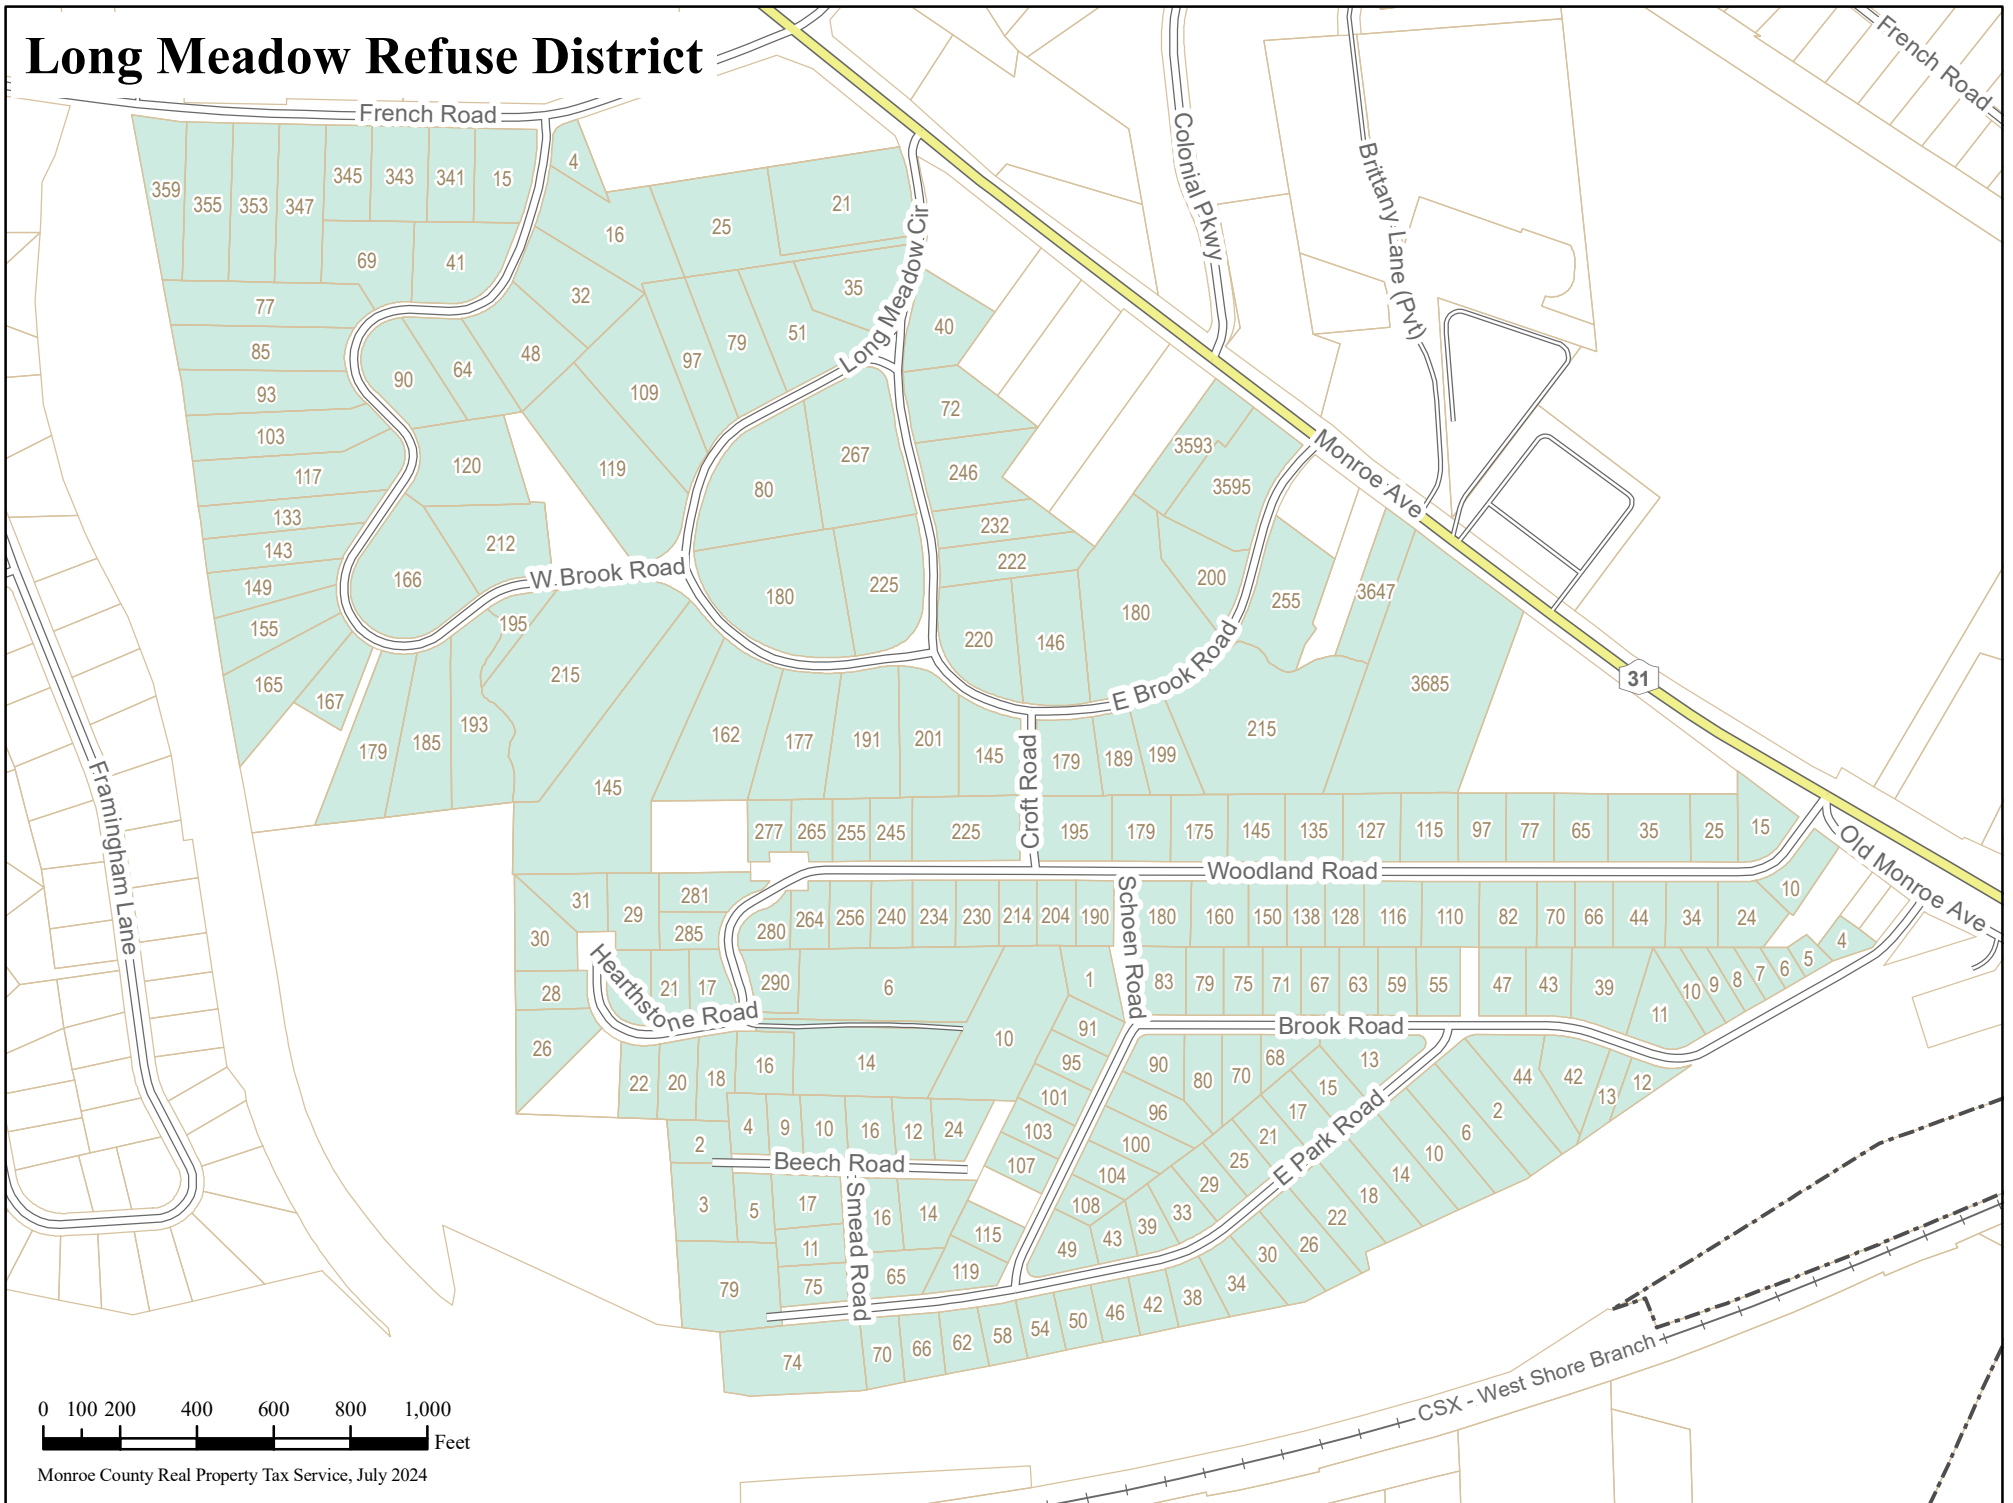 Long Meadow Refuse District
French Road
French Road
Colonial Pkwy
Brittany Lane (Pvt)
Long Meadow Cir
Monroe Ave
31
W Brook Road
E Brook Road
Croft Road
Woodland Road
Old Monroe Ave
Schoen Road
Brook Road
Hearthstone Road
Beech Road
Smead Road
E Park Road
Framingham Lane
CSX - West Shore Branch
359 355 353 347 345 343 341 15 4
69 41 16 25 21
77 32 35 40
85 90 64 48 97 79 51
93 109 72
103 120 119 80 267 246 3593 3595
117 133 143 149 155 165 167
166 212 195 180 225 232 222 220 146 180 200 255 3647 3685
179 185 193 215 145 162 177 191 201 145 179 189 199 215
277 265 255 245 225 195 179 175 145 135 127 115 97 77 65 35 25 15
31 29 281 285 280 264 256 240 234 230 214 204 190 180 160 150 138 128 116 110 82 70 66 44 34 24 10
30 28 26 21 17 290 6 1 83 79 75 71 67 63 59 55 47 43 39 11 10 9 8 7 6 5 4
22 20 18 16 14 10 91 95 101 103 107
90 80 70 68 13 15 17 21 25 29 33 39 43 49
96 100 104 108
44 42 13 12 2 6 10 14 18 22 26 30 34
2 4 9 10 16 12 24
3 5 17 11 75 16 14 65 115 119
79 74 70 66 62 58 54 50 46 42 38
0 100 200 400 600 800 1,000
Feet
Monroe County Real Property Tax Service, July 2024